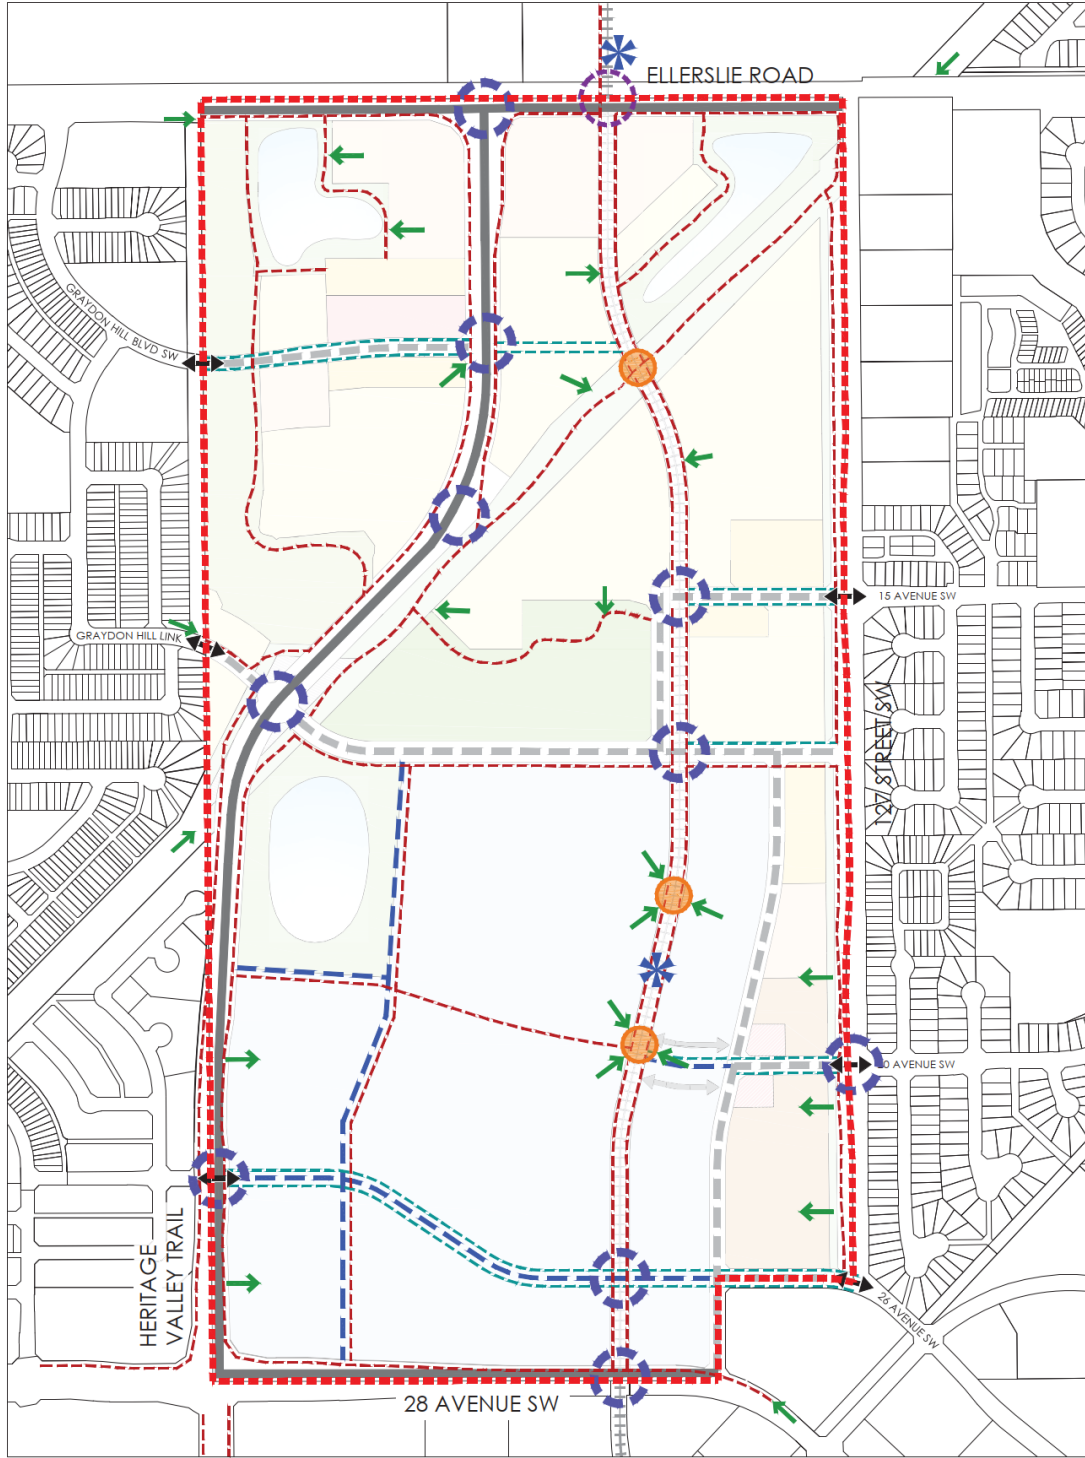 ELLERSLIE ROAD
GRAYDON HILL BLVD SW
15 AVENUE SW
GRAYDON HILL LINK
127 STREET SW
0 AVENUE SW
HERITAGE
VALLEY TRAIL
26 AVENUE SW
28 AVENUE SW